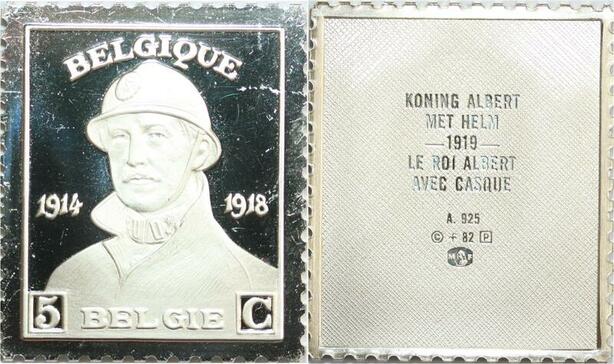 BELGIQUE
1914 1918
5 BELGIE C
KONING ALBERT
MET HELM
—1919—
LE ROI ALBERT
AVEC CASQUE
A. 925
© + 82 P